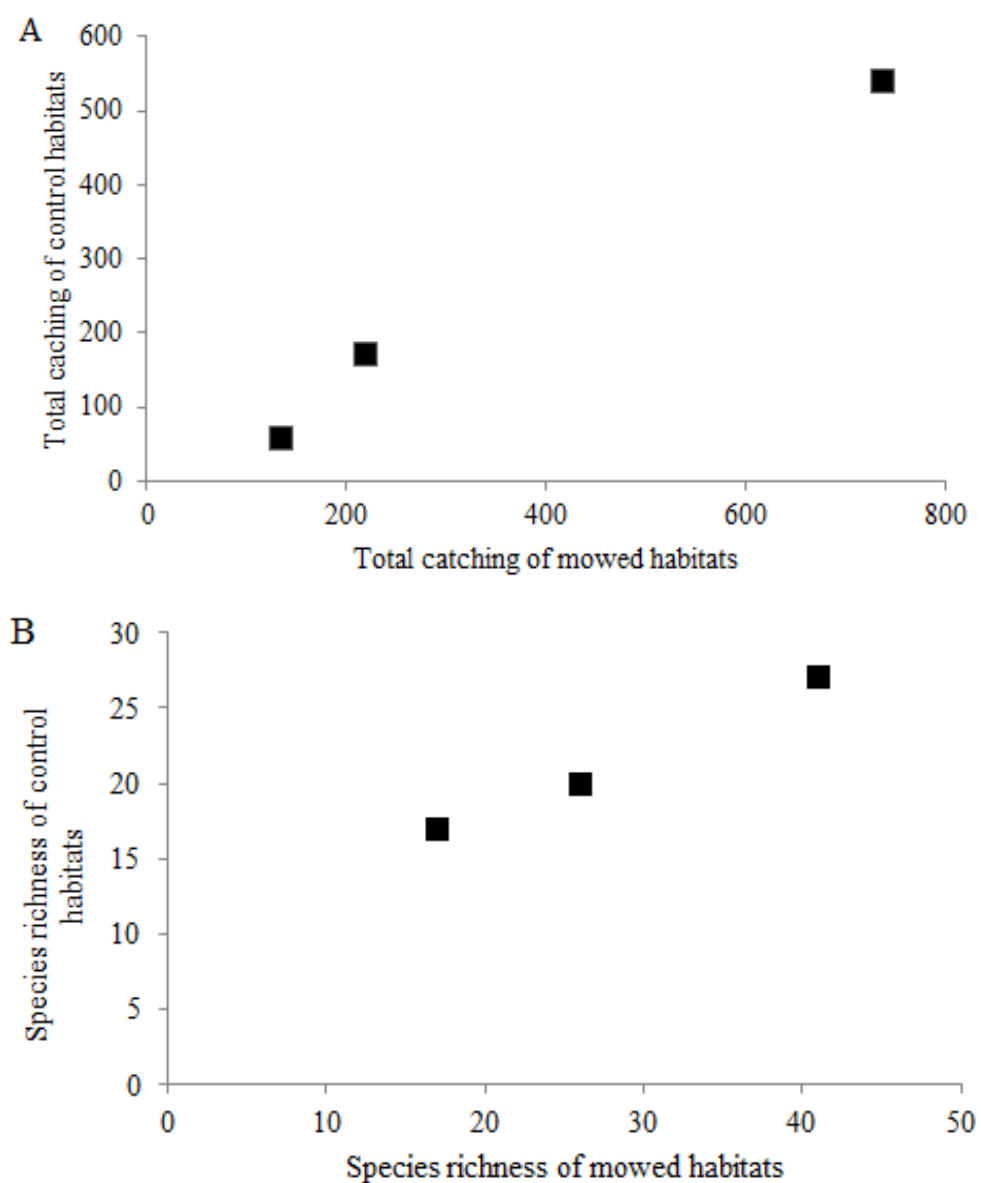 A
Total caching of control habitats
600
500
400
300
200
100
0
0 200 400 600 800
Total catching of mowed habitats
B
Species richness of control
habitats
30
25
20
15
10
5
0
0 10 20 30 40 50
Species richness of mowed habitats